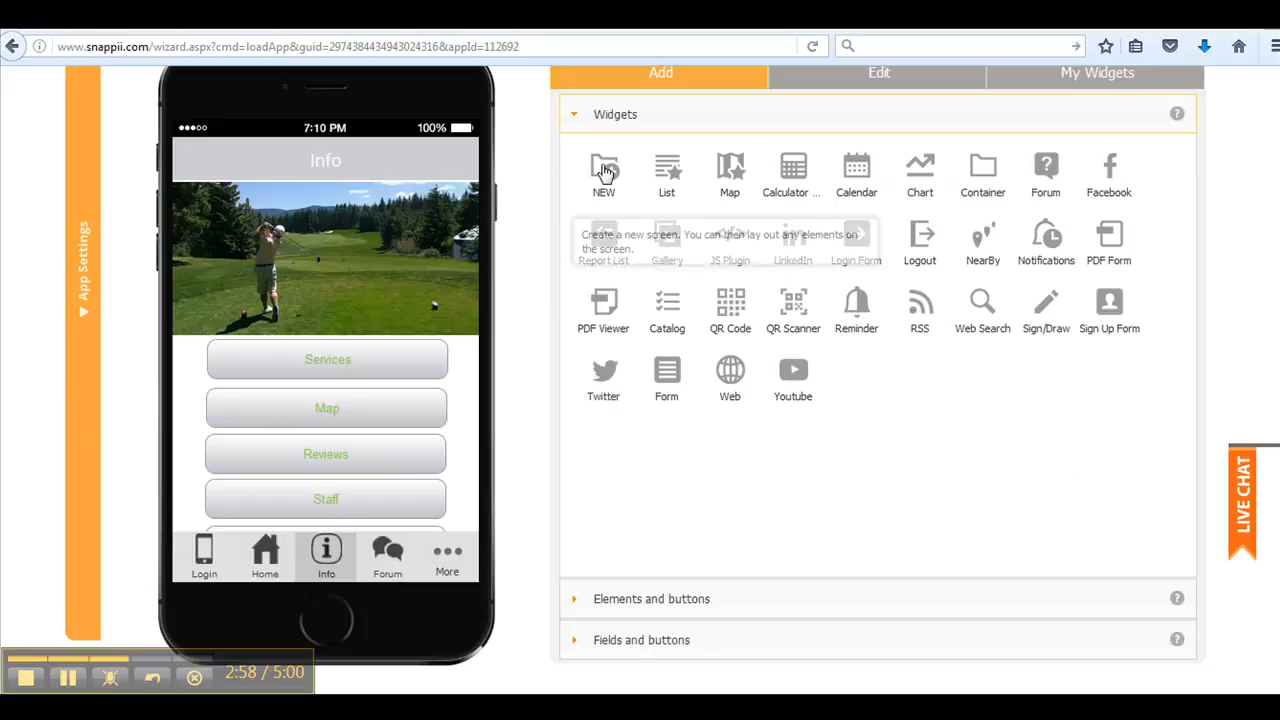 www.snappii.com/wizard.aspx?cmd=loadApp&guid=2974384434943024316&appId=112692
Add
Edit
My Widgets
App Settings
7:10 PM
100%
Info
Services
Map
Reviews
Staff
Login
Home
Info
Forum
More
Widgets
NEW
List
Map
Calculator ...
Calendar
Chart
Container
Forum
Facebook
Create a new screen. You can then lay out any elements on
the screen.
Report List
Gallery
JS Plugin
LinkedIn
Login Form
Logout
NearBy
Notifications
PDF Form
PDF Viewer
Catalog
QR Code
QR Scanner
Reminder
RSS
Web Search
Sign/Draw
Sign Up Form
Twitter
Form
Web
Youtube
Elements and buttons
Fields and buttons
LIVE CHAT
2:58 / 5:00